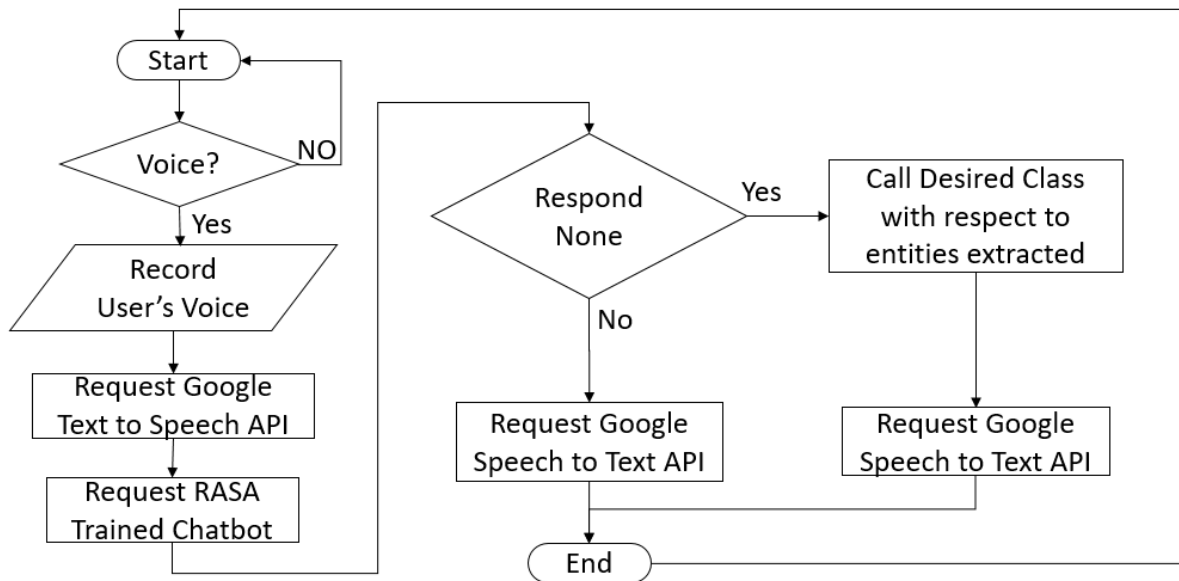 Start
Voice?
NO
Yes
Record
User’s Voice
Request Google
Text to Speech API
Request RASA
Trained Chatbot
Respond
None
Yes
No
Call Desired Class
with respect to
entities extracted
Request Google
Speech to Text API
Request Google
Speech to Text API
End